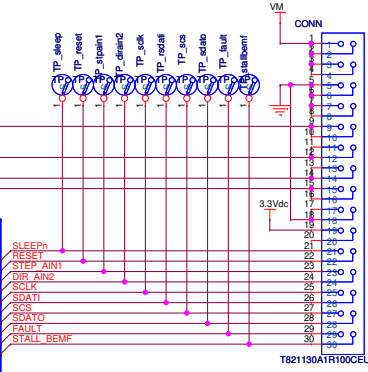 VM
CONN
TP_sleep
TP_reset
TP_stpain1
TP_dirain2
TP_sclk
TP_nsdati
TP_scs
TP_sdato
TP_fault
1
2
3
4
5
6
7
8
9
10
11
12
13
14
15
16
17
18
19
20
3.3Vdc
SLEEPn 21
RESET 22
STEP_AIN1 23
DIR_AIN2 24
SCLK 25
SDATI 26
SCS 27
SDATO 28
FAULT 29
STALL_BEMF 30
T821130A1R100CEU